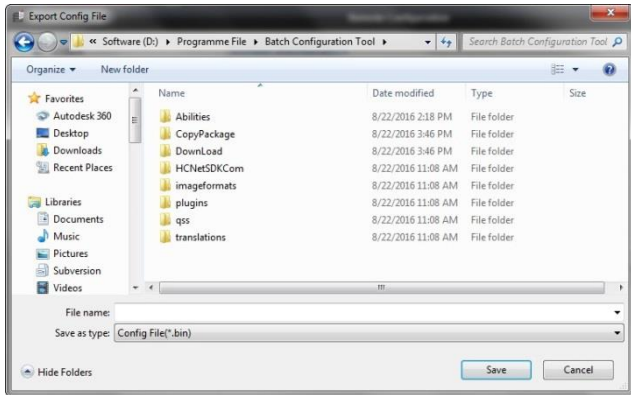 Export Config File
« Software (D:) ▸ Programme File ▸ Batch Configuration Tool ▸ Search Batch Configuration Tool
Organize ▾ New folder
Name Date modified Type Size
Favorites
Autodesk 360
Desktop
Downloads
Recent Places
Libraries
Documents
Music
Pictures
Subversion
Videos
Abilities 8/22/2016 2:18 PM File folder
CopyPackage 8/22/2016 3:46 PM File folder
DownLoad 8/22/2016 3:46 PM File folder
HCNetSDKCom 8/22/2016 11:08 AM File folder
imageformats 8/22/2016 11:08 AM File folder
plugins 8/22/2016 11:08 AM File folder
qss 8/22/2016 11:08 AM File folder
translations 8/22/2016 11:08 AM File folder
File name:
Save as type: Config File(*.bin)
Hide Folders Save Cancel